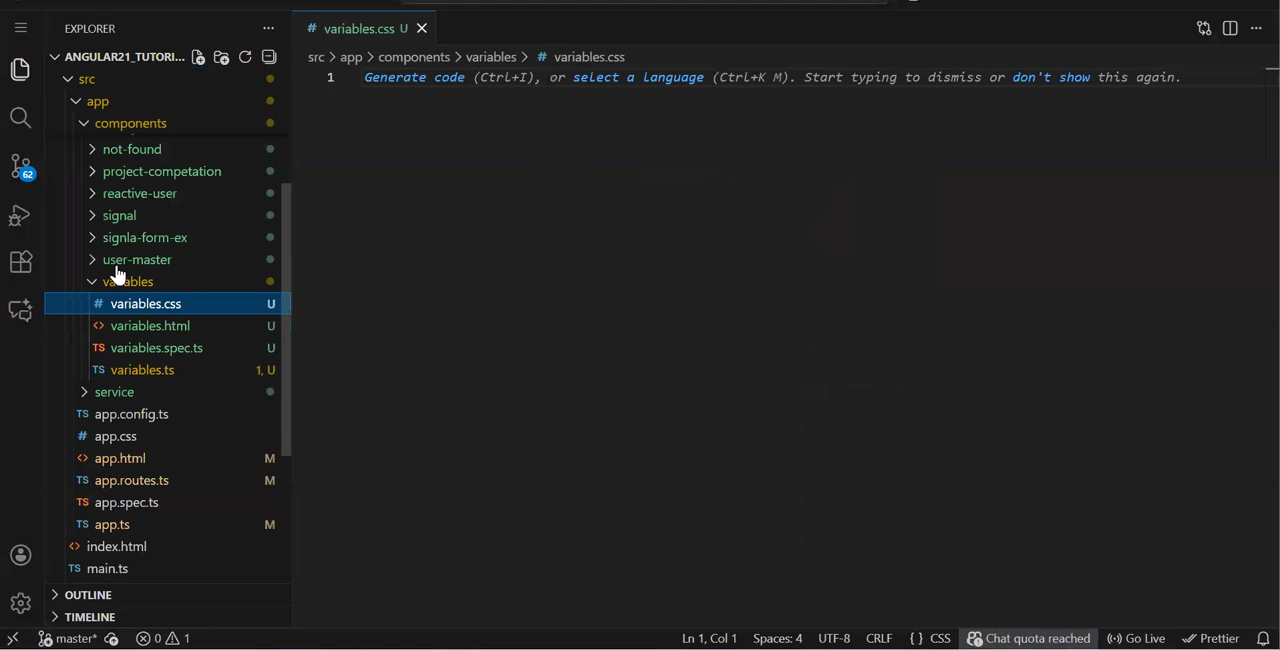 EXPLORER
# variables.css U
ANGULAR21_TUTORI...
src > app > components > variables > # variables.css
src
1
Generate code (Ctrl+I), or select a language (Ctrl+K M). Start typing to dismiss or don't show this again.
app
components
not-found
project-competation
reactive-user
signal
signla-form-ex
user-master
variables
# variables.css U
<> variables.html U
TS variables.spec.ts U
TS variables.ts 1, U
service
TS app.config.ts
# app.css
<> app.html M
TS app.routes.ts M
TS app.spec.ts
TS app.ts M
<> index.html
TS main.ts
62
OUTLINE
TIMELINE
master* 0 1 Ln 1, Col 1 Spaces: 4 UTF-8 CRLF {} CSS Chat quota reached Go Live Prettier